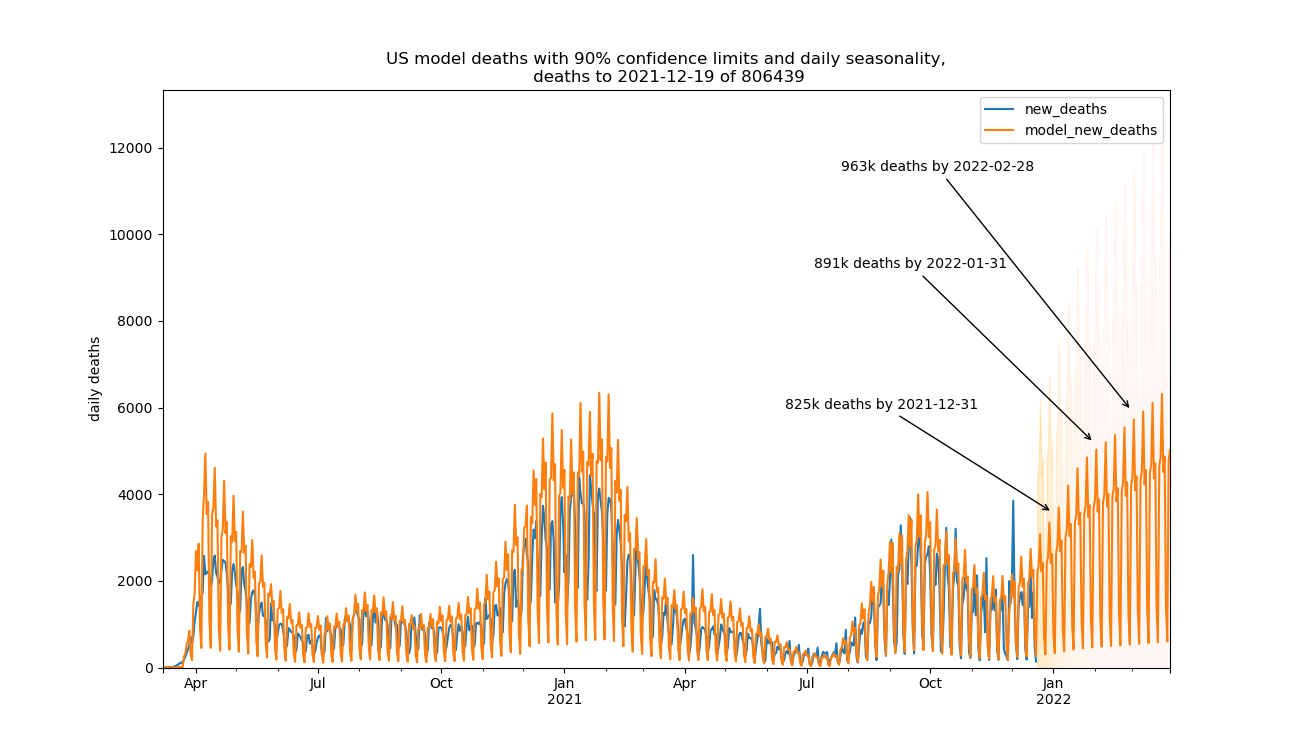 US model deaths with 90% confidence limits and daily seasonality,
deaths to 2021-12-19 of 806439
new_deaths
model_new_deaths
963k deaths by 2022-02-28
891k deaths by 2022-01-31
825k deaths by 2021-12-31
daily deaths
12000
10000
8000
6000
4000
2000
0
Apr Jul Oct Jan Apr Jul Oct Jan
2021 2022